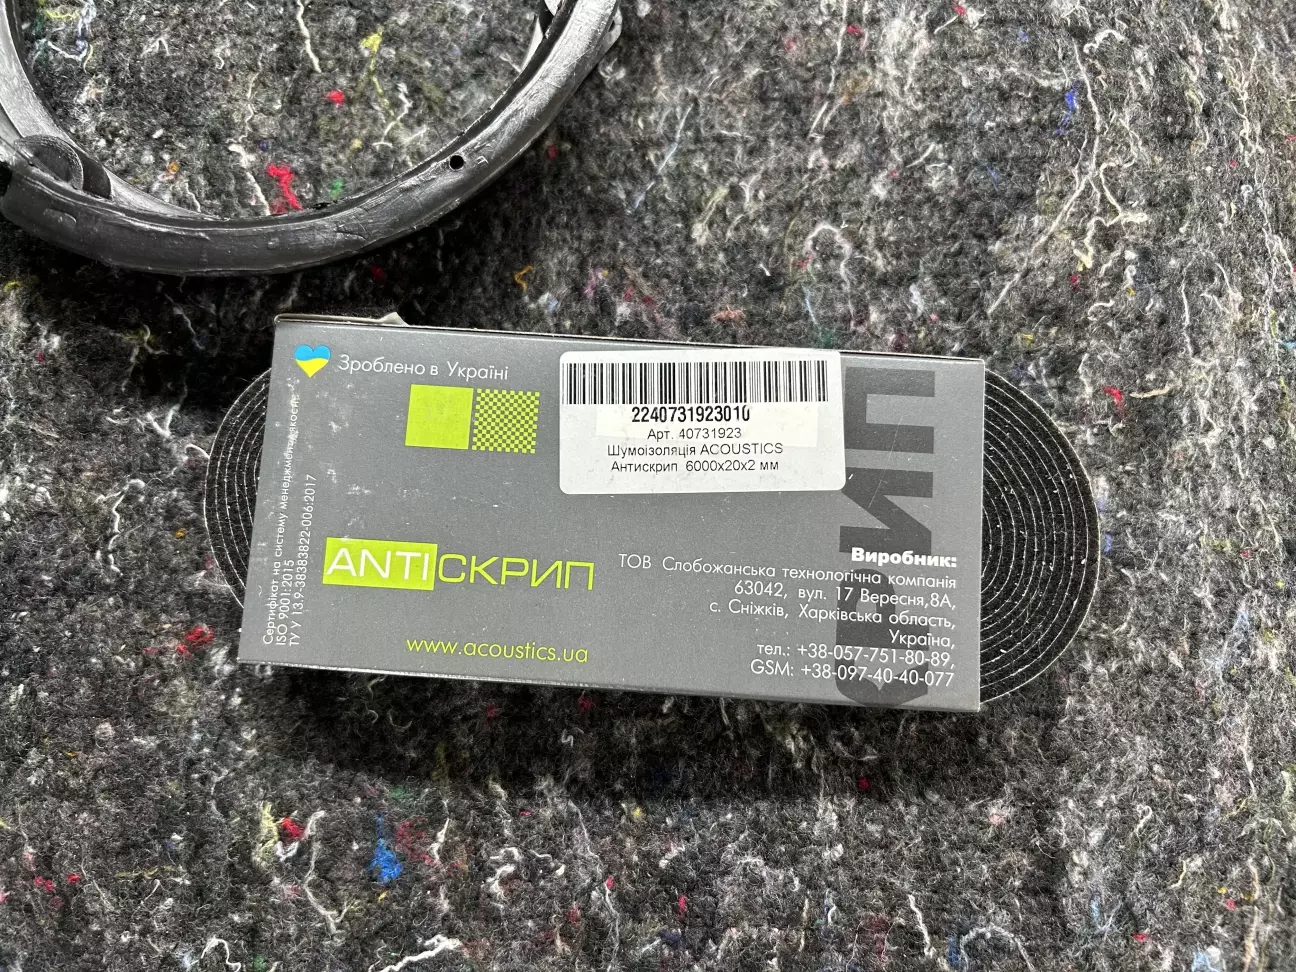 Зроблено в Україні
2240731923010
Арт. 40731923
Шумоізоляція ACOUSTICS
Антискрип 6000x20x2 мм
Сертифікат на систему менеджменту якості
ISO 9001:2015
ТУ У 13.9-38383822-006:2017
ANTIСКРИП
www.acoustics.ua
Виробник:
ТОВ Слобожанська технологічна компанія
63042, вул. 17 Вересня,8А,
с. Сніжків, Харківська область,
Україна,
тел.: +38-057-751-80-89,
GSM: +38-097-40-40-077